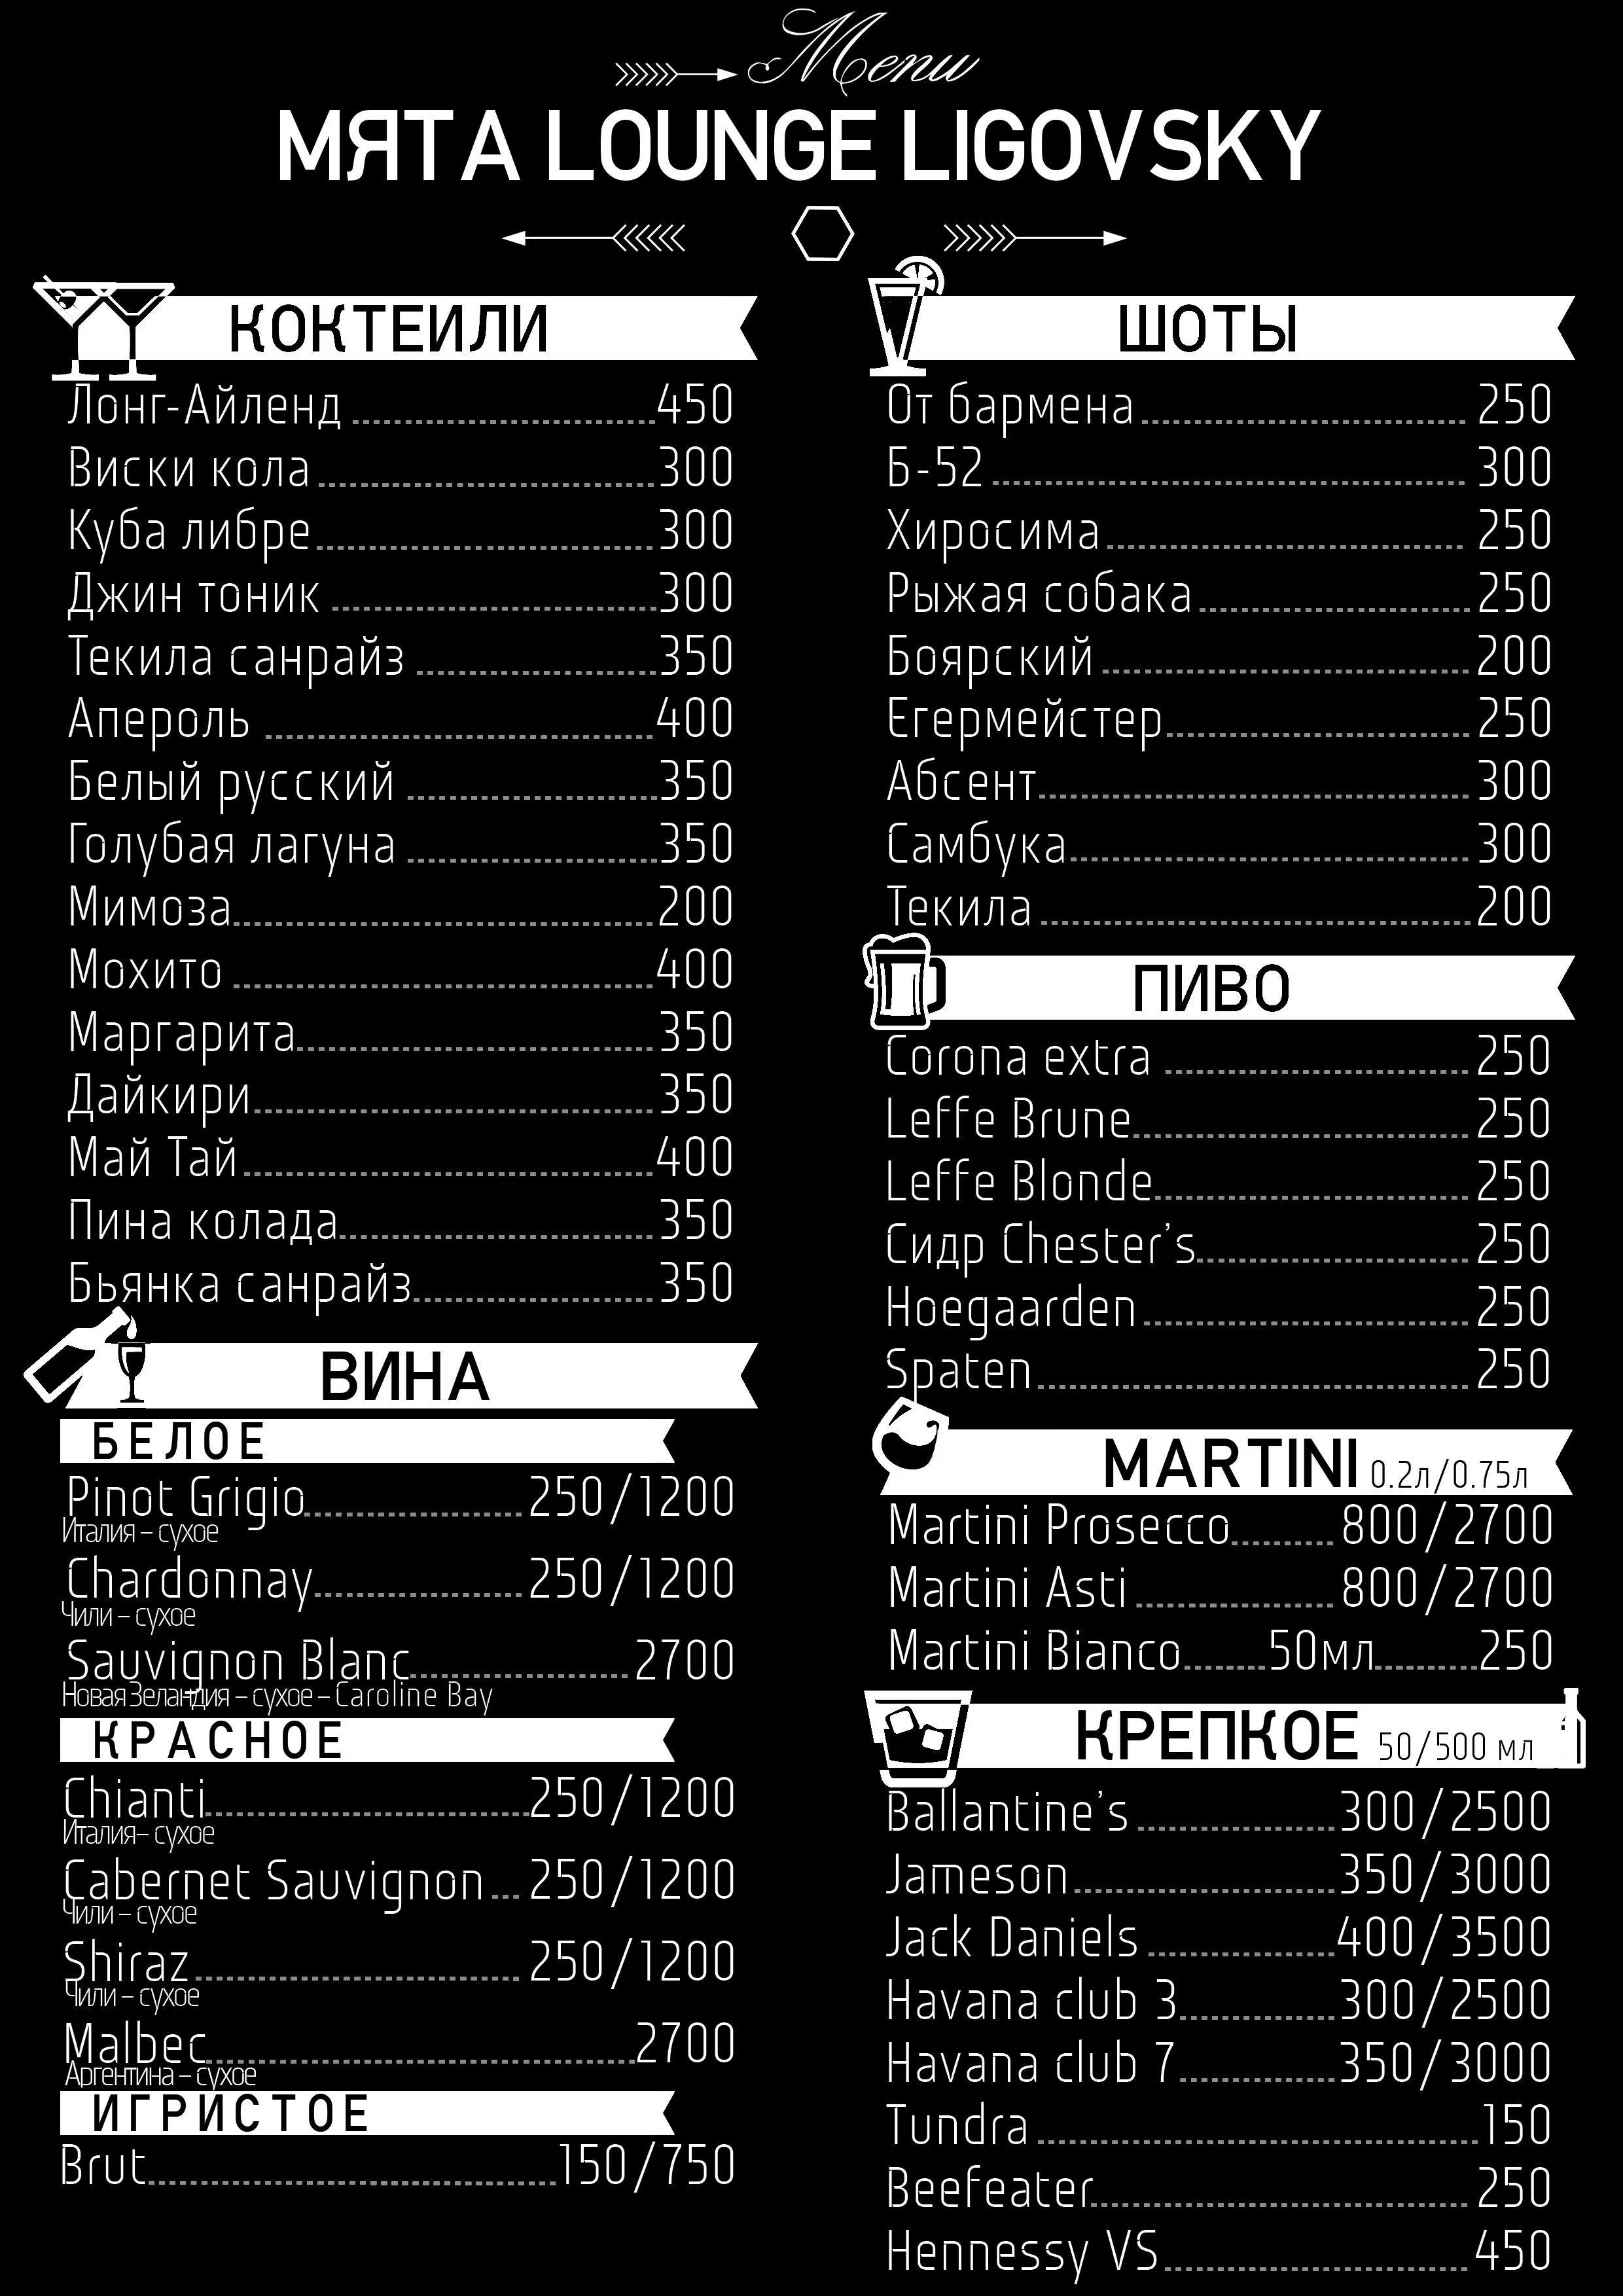 Menu
МЯТА LOUNGE LIGOVSKY
КОКТЕИЛИ
Лонг-Айленд 450
Виски кола 300
Куба либре 300
Джин тоник 300
Текила санрайз 350
Апероль 400
Белый русский 350
Голубая лагуна 350
Мимоза 200
Мохито 400
Маргарита 350
Дайкири 350
Май Тай 400
Пина колада 350
Бьянка санрайз 350
ВИНА
БЕЛОЕ
Pinot Grigio 250/1200
Италия – сухое
Chardonnay 250/1200
Чили – сухое
Sauvignon Blanc 2700
Новая Зеландия – сухое – Caroline Bay
КРАСНОЕ
Chianti 250/1200
Италия– сухое
Cabernet Sauvignon 250/1200
Чили – сухое
Shiraz 250/1200
Чили – сухое
Malbec 2700
Аргентина – сухое
ИГРИСТОЕ
Brut 150/750
ШОТЫ
От бармена 250
Б-52 300
Хиросима 250
Рыжая собака 250
Боярский 200
Егермейстер 250
Абсент 300
Самбука 300
Текила 200
ПИВО
Corona extra 250
Leffe Brune 250
Leffe Blonde 250
Сидр Chester’s 250
Hoegaarden 250
Spaten 250
MARTINI 0.2л/0.75л
Martini Prosecco 800/2700
Martini Asti 800/2700
Martini Bianco 50мл 250
КРЕПКОЕ 50/500 мл
Ballantine’s 300/2500
Jameson 350/3000
Jack Daniels 400/3500
Havana club 3 300/2500
Havana club 7 350/3000
Tundra 150
Beefeater 250
Hennessy VS 450